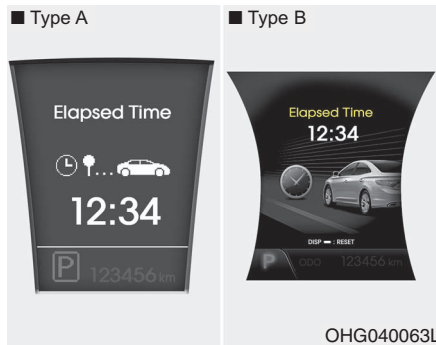 ■ Type A
■ Type B
Elapsed Time
12:34
P 123456 km
Elapsed Time
12:34
DISP ━ : RESET
P ODO 123456 km
OHG040063L